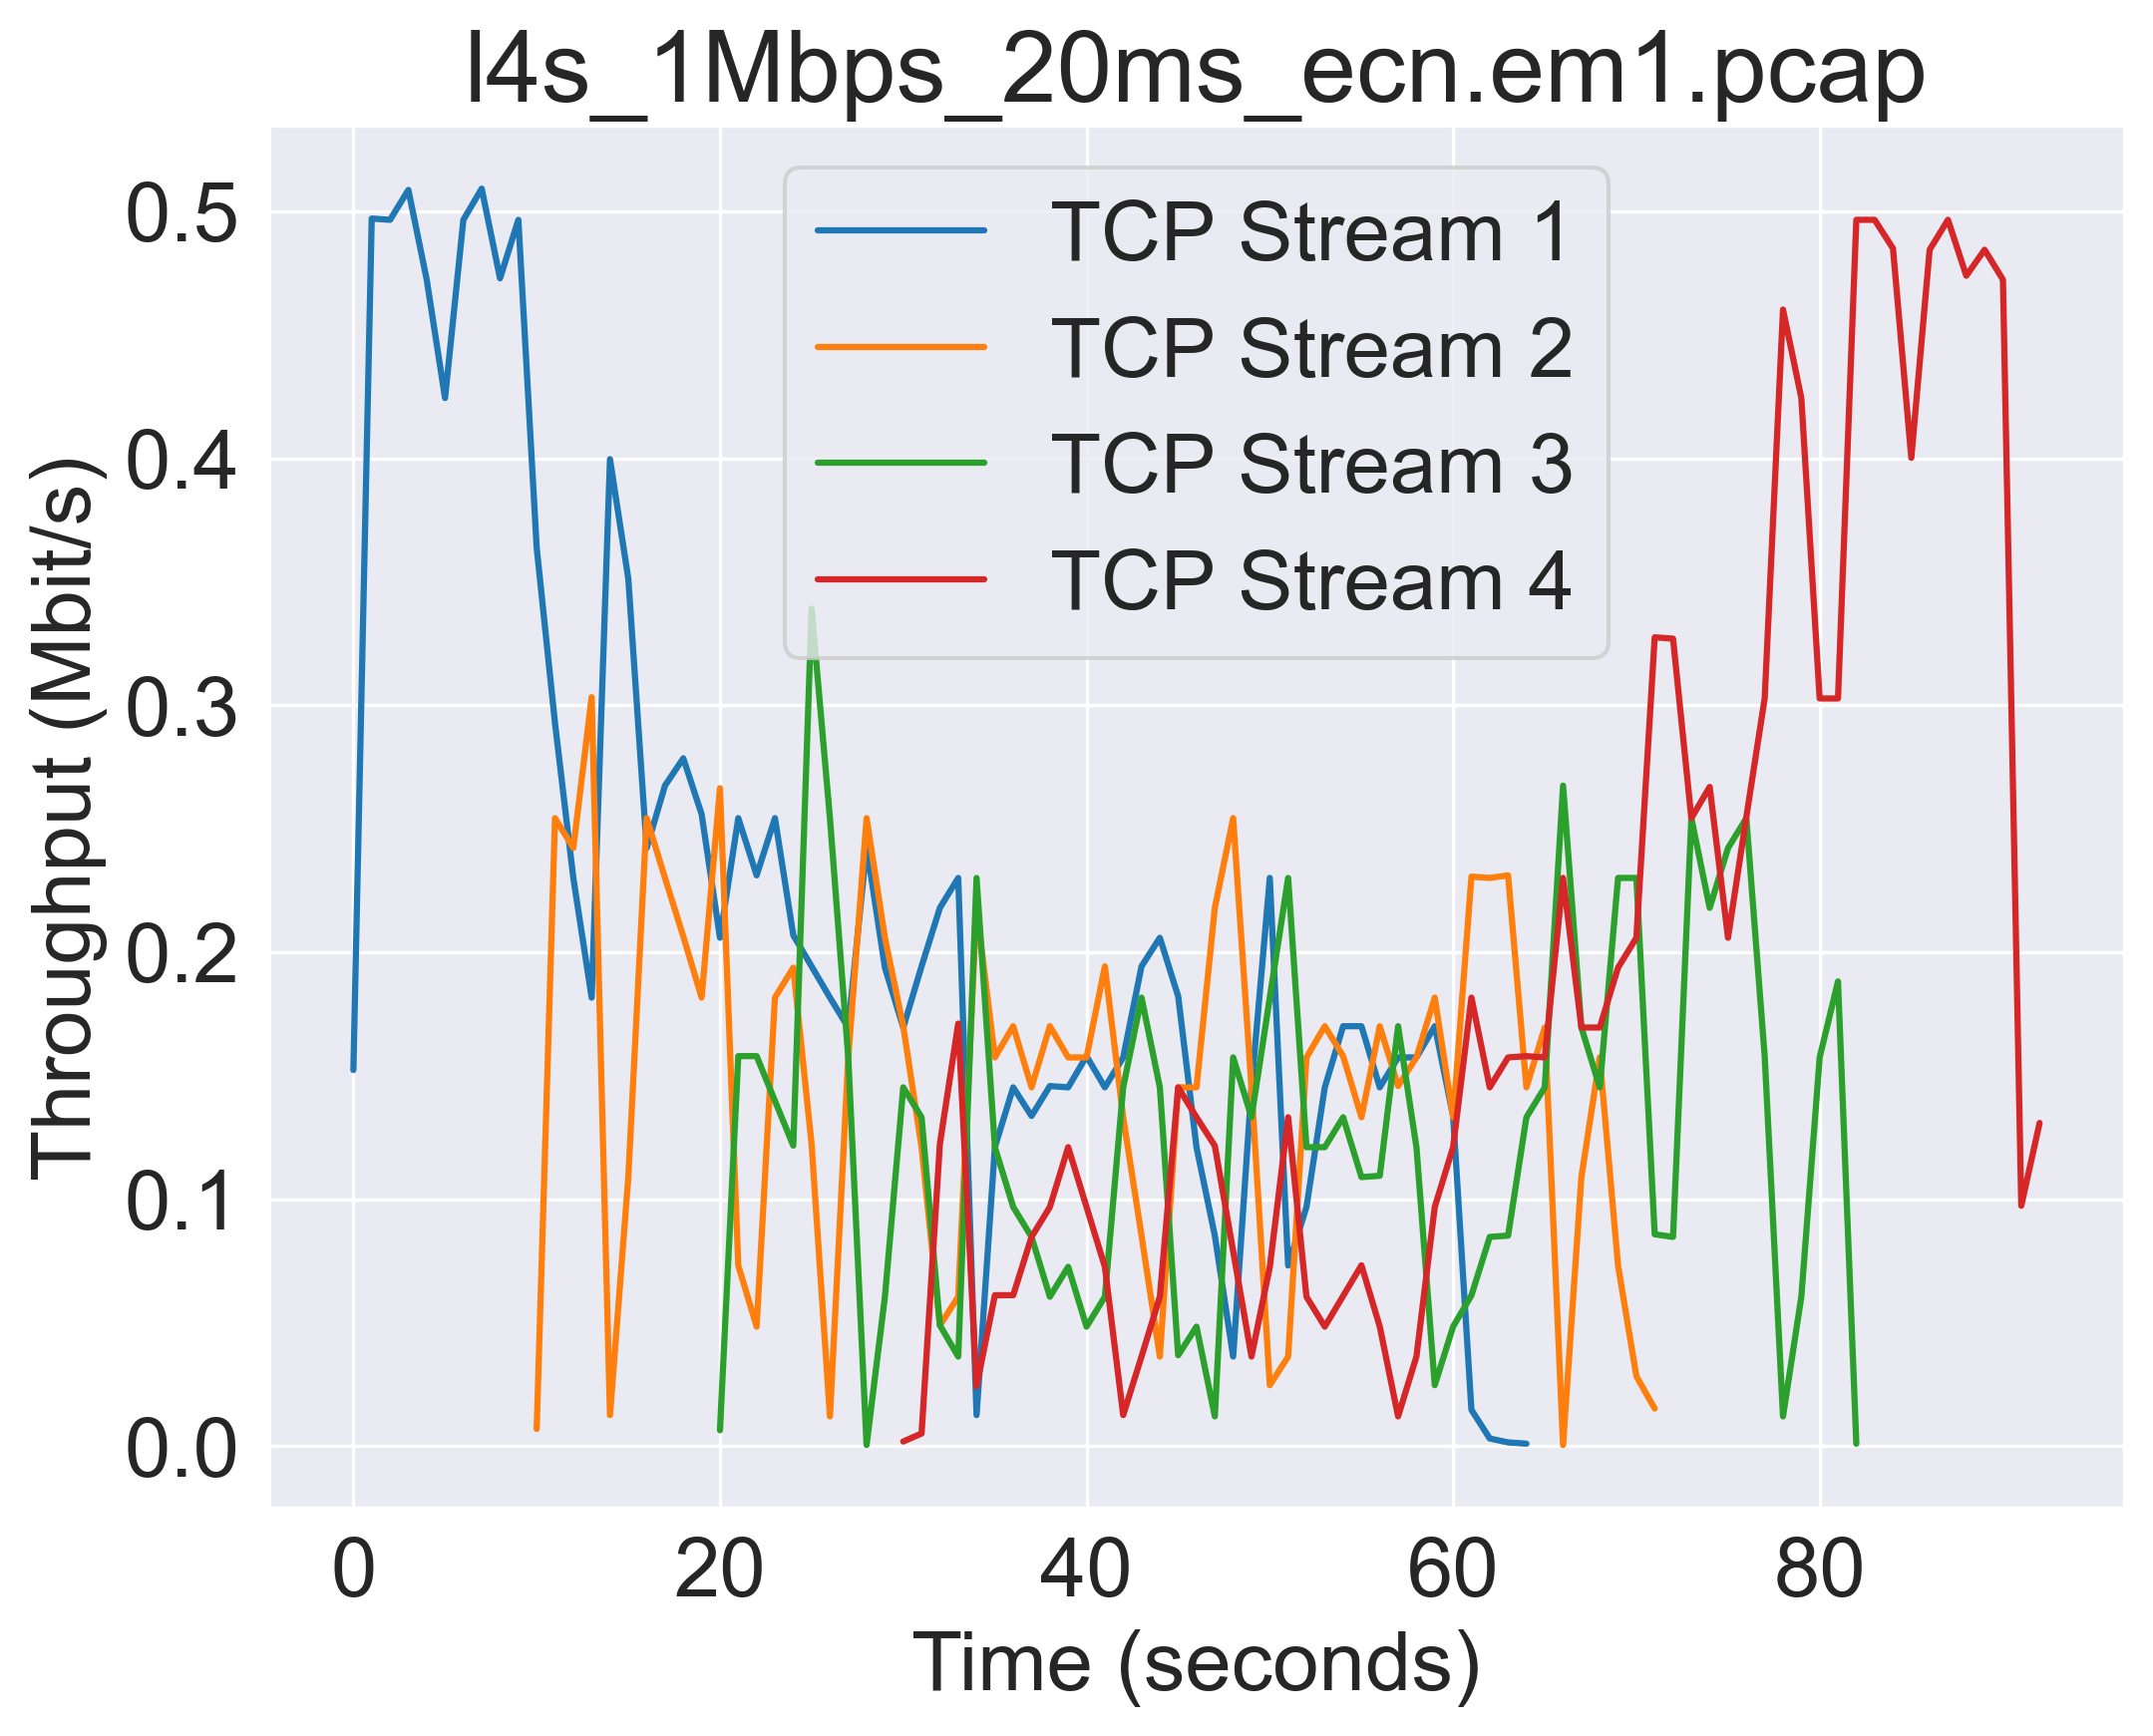 l4s_1Mbps_20ms_ecn.em1.pcap
TCP Stream 1
TCP Stream 2
TCP Stream 3
TCP Stream 4
Throughput (Mbit/s)
0.5
0.4
0.3
0.2
0.1
0.0
0 20 40 60 80
Time (seconds)